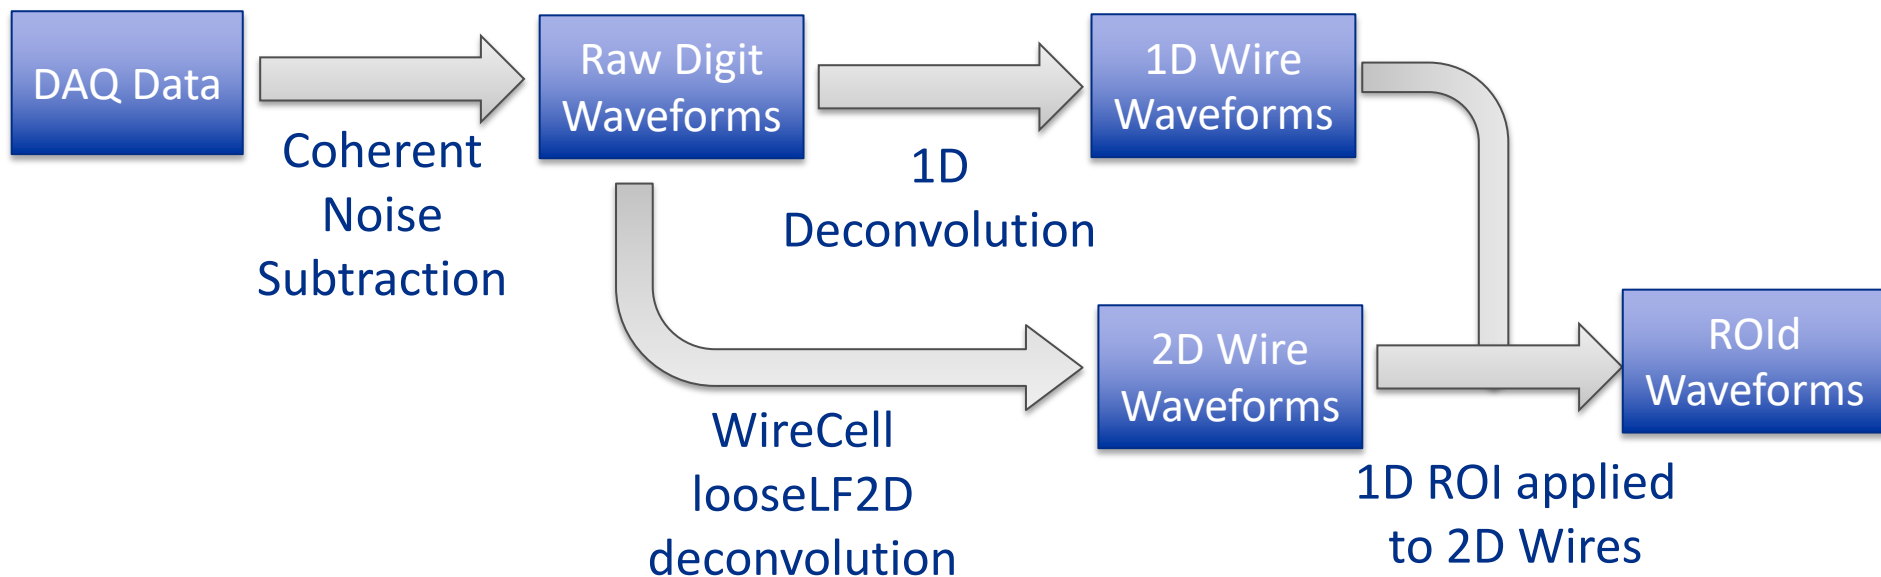 DAQ Data
Coherent
Noise
Subtraction
Raw Digit
Waveforms
1D
Deconvolution
1D Wire
Waveforms
WireCell
looseLF2D
deconvolution
2D Wire
Waveforms
1D ROI applied
to 2D Wires
ROId
Waveforms